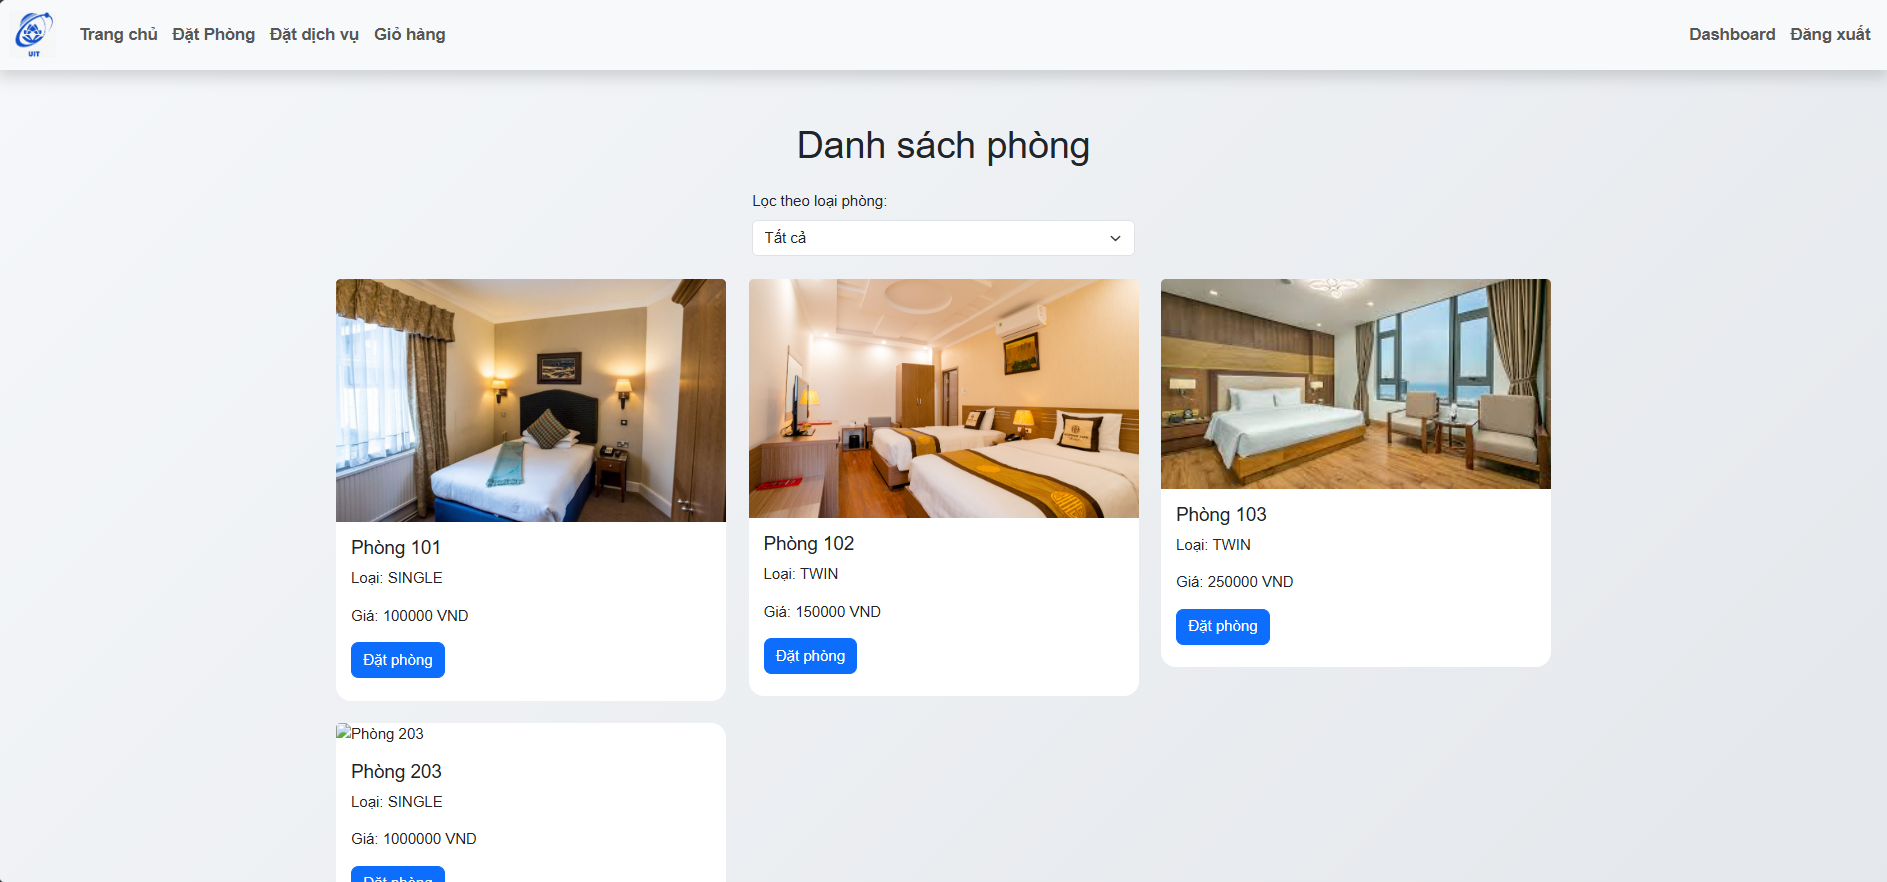 UIT
Trang chủ Đặt Phòng Đặt dịch vụ Giỏ hàng Dashboard Đăng xuất
Danh sách phòng
Lọc theo loại phòng:
Tất cả
Phòng 101
Loại: SINGLE
Giá: 100000 VND
Đặt phòng
Phòng 102
Loại: TWIN
Giá: 150000 VND
Đặt phòng
Phòng 103
Loại: TWIN
Giá: 250000 VND
Đặt phòng
Phòng 203
Phòng 203
Loại: SINGLE
Giá: 1000000 VND
Đặt phòng